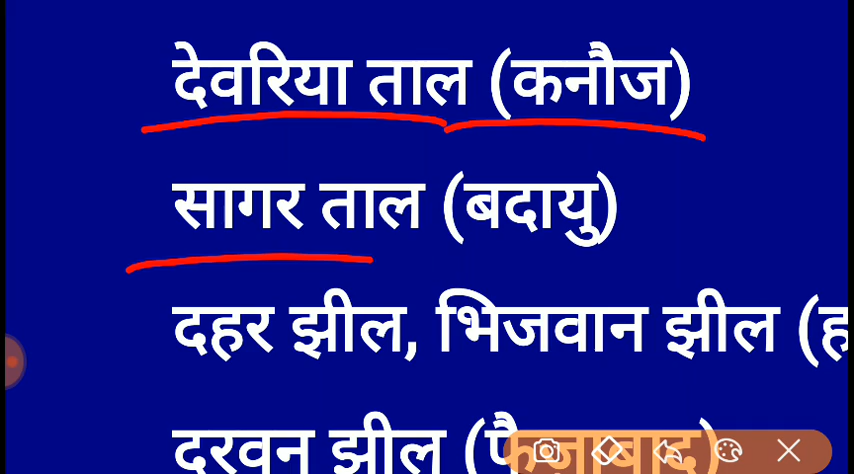 देवरिया ताल (कनौज)
सागर ताल (बदायु)
दहर झील, भिजवान झील (ह
दरवन झील (फैजाबाद)